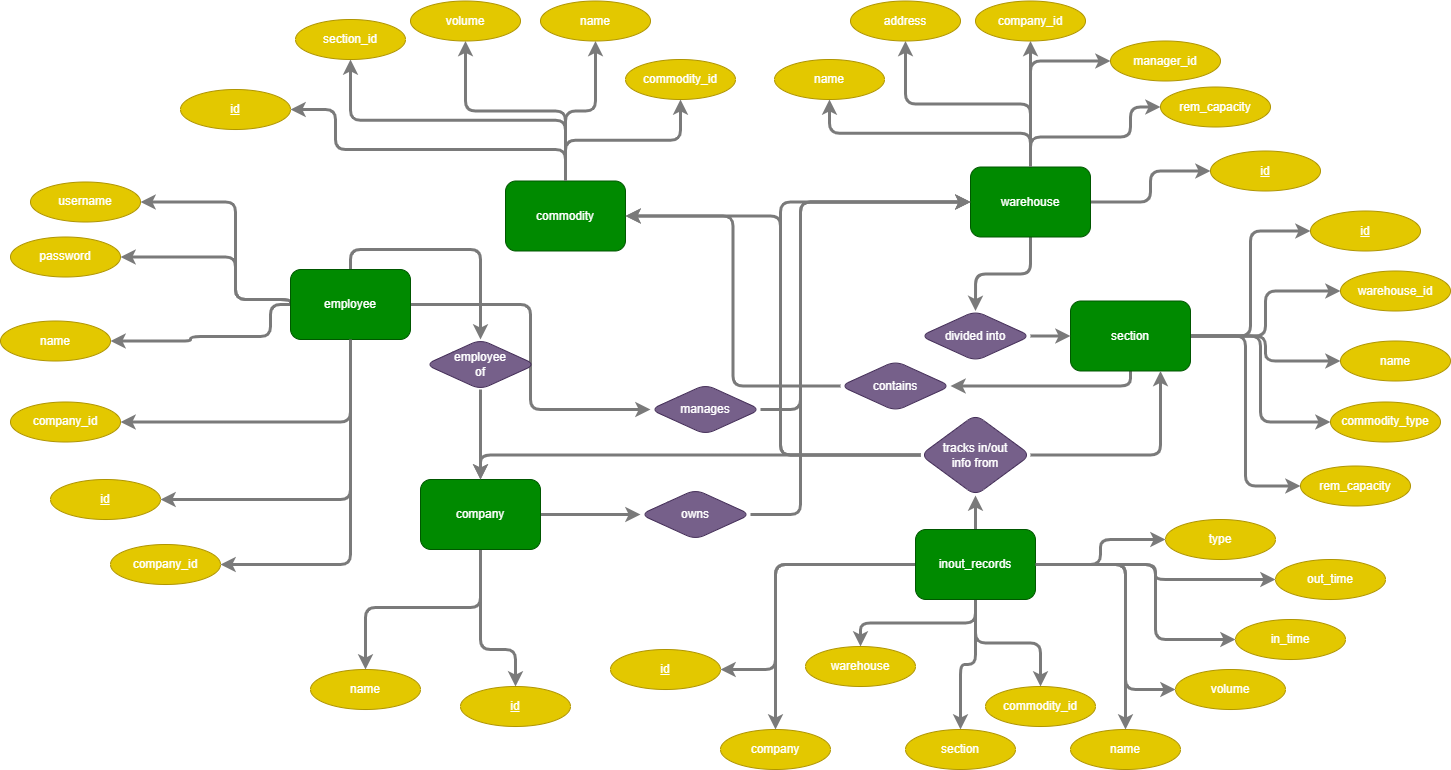 volume
name
address
company_id
section_id
manager_id
name
commodity_id
id
rem_capacity
id
username
commodity
warehouse
id
password
employee
warehouse_id
name
employee
of
divided into
section
name
contains
company_id
manages
commodity_type
tracks in/out
info from
id
company
owns
rem_capacity
company_id
inout_records
type
out_time
in_time
name
id
id
warehouse
volume
commodity_id
company
section
name